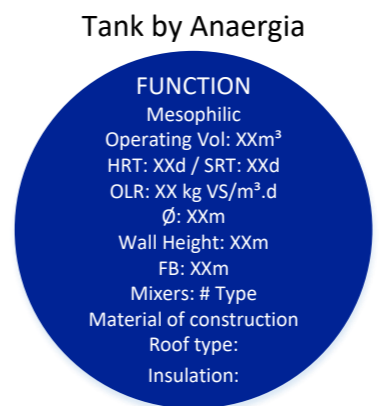 Tank by Anaergia
FUNCTION
Mesophilic
Operating Vol: XXm³
HRT: XXd / SRT: XXd
OLR: XX kg VS/m³.d
Ø: XXm
Wall Height: XXm
FB: XXm
Mixers: # Type
Material of construction
Roof type:
Insulation: